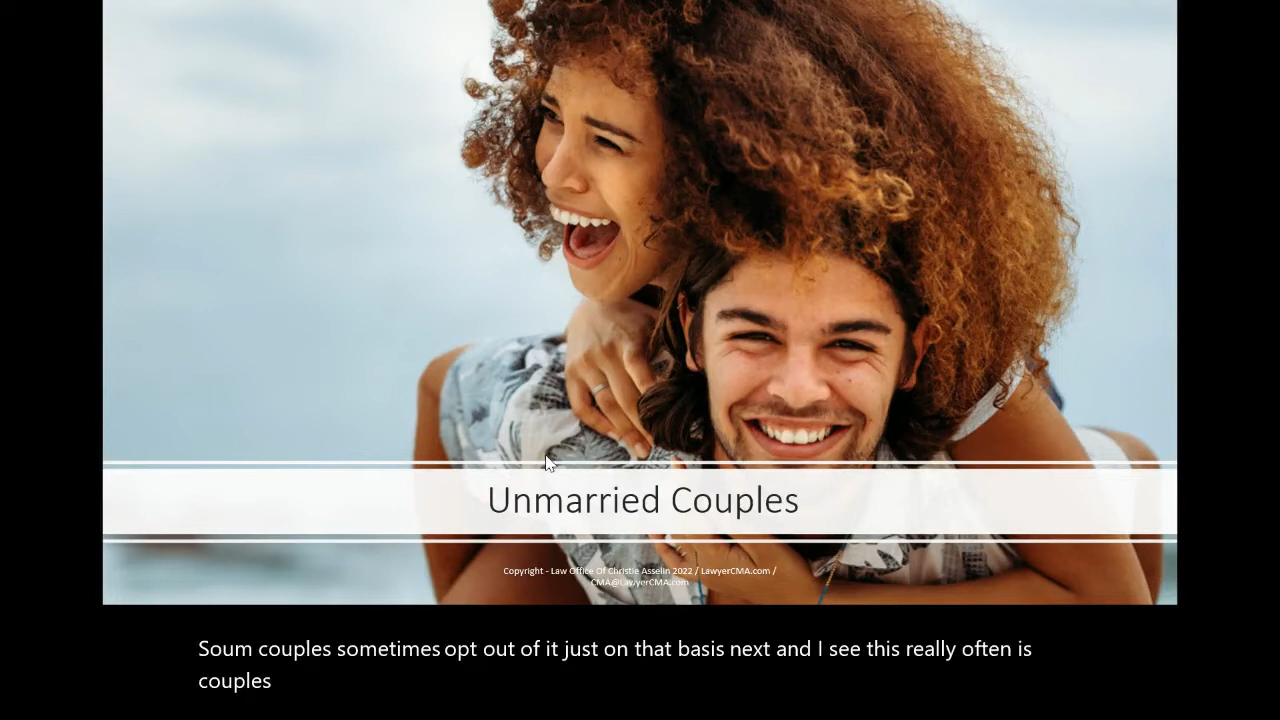 Unmarried Couples
Copyright - Law Office Of Christie Asselin 2022 / LawyerCMA.com /
CMA@LawyerCMA.com
Soum couples sometimes opt out of it just on that basis next and I see this really often is
couples